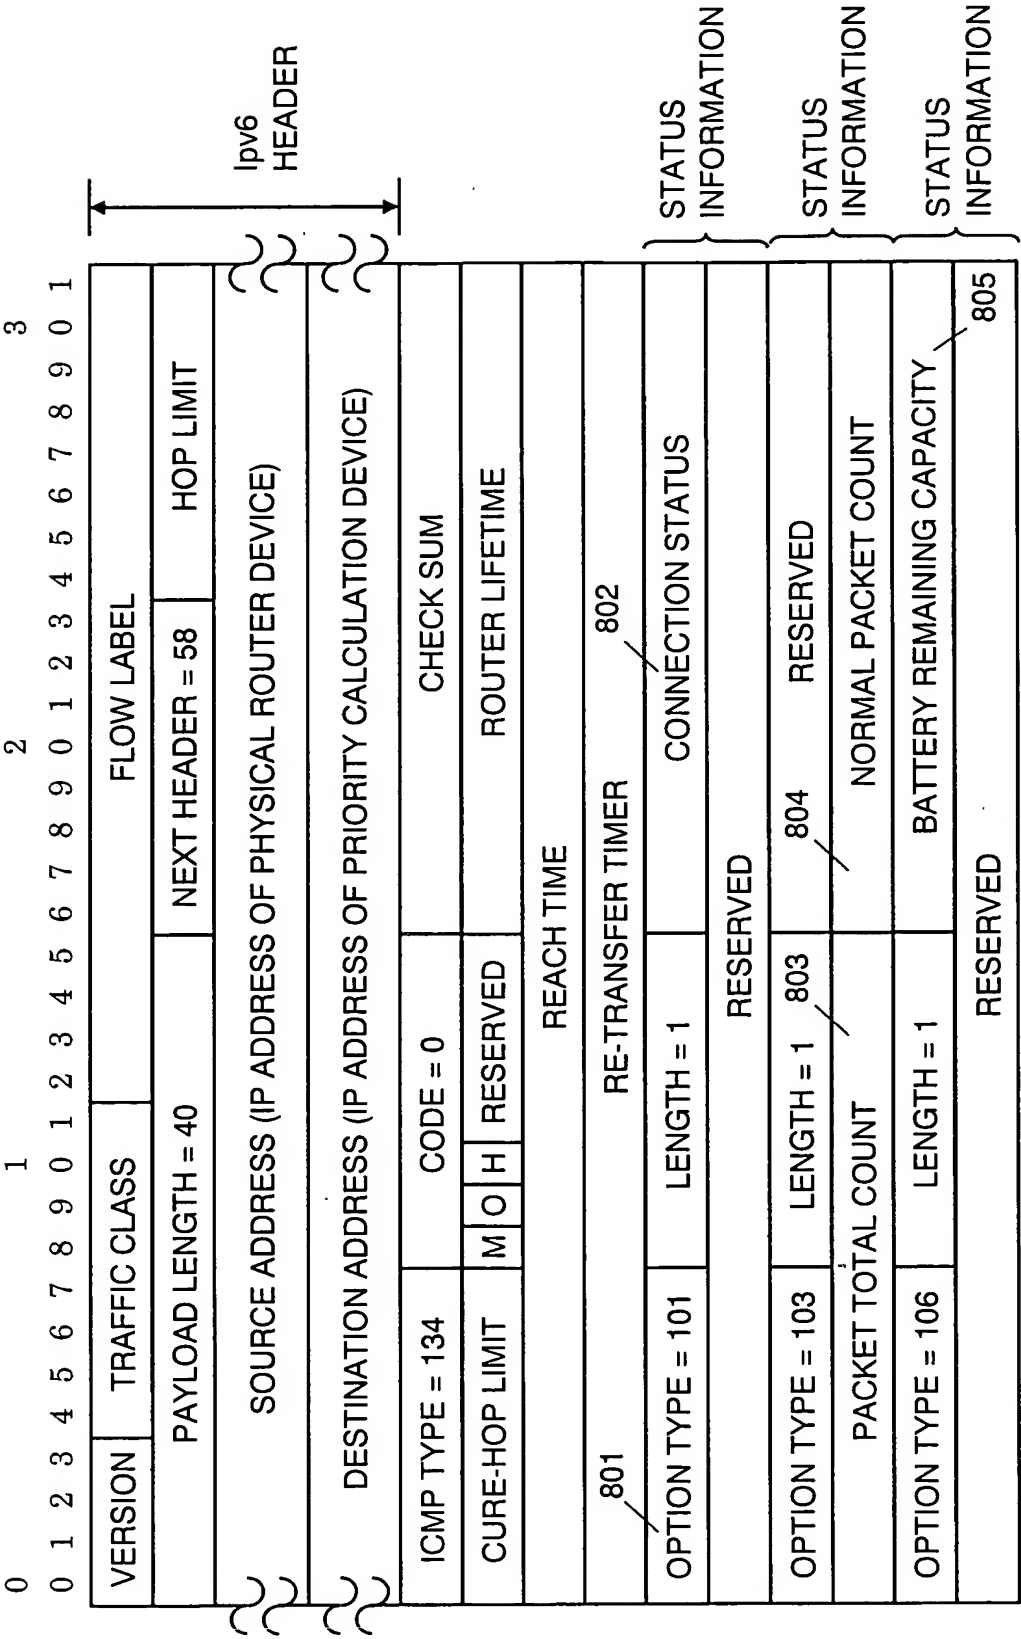 0 1 2 3
0 1 2 3 4 5 6 7 8 9 0 1 2 3 4 5 6 7 8 9 0 1 2 3 4 5 6 7 8 9 0 1
VERSION TRAFFIC CLASS FLOW LABEL
PAYLOAD LENGTH = 40 NEXT HEADER = 58 HOP LIMIT
Ipv6
HEADER
SOURCE ADDRESS (IP ADDRESS OF PHYSICAL ROUTER DEVICE)
DESTINATION ADDRESS (IP ADDRESS OF PRIORITY CALCULATION DEVICE)
ICMP TYPE = 134 CODE = 0 CHECK SUM
CURE-HOP LIMIT M O H RESERVED ROUTER LIFETIME
REACH TIME
801 RE-TRANSFER TIMER 802
OPTION TYPE = 101 LENGTH = 1 CONNECTION STATUS
STATUS
INFORMATION
RESERVED
OPTION TYPE = 103 LENGTH = 1 803 804 RESERVED
STATUS
INFORMATION
PACKET TOTAL COUNT NORMAL PACKET COUNT
OPTION TYPE = 106 LENGTH = 1 BATTERY REMAINING CAPACITY
STATUS
INFORMATION
RESERVED 805